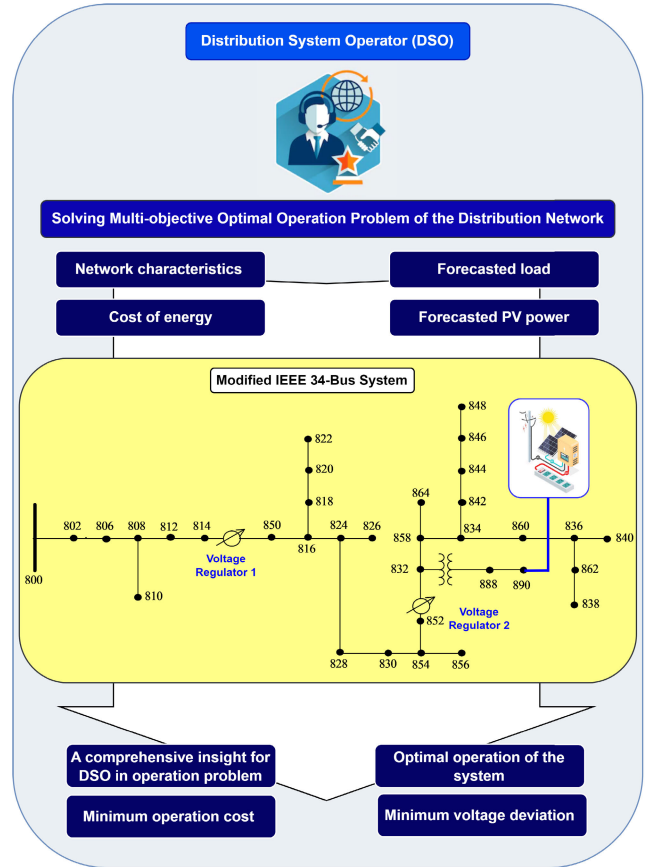 Distribution System Operator (DSO)
Solving Multi-objective Optimal Operation Problem of the Distribution Network
Network characteristics
Forecasted load
Cost of energy
Forecasted PV power
Modified IEEE 34-Bus System
848
822
846
820
844
864
818
842
802
806
808
812
814
850
816
824
826
858
834
860
836
840
800
Voltage
Regulator 1
832
888
890
862
810
852
Voltage
Regulator 2
838
828
830
854
856
A comprehensive insight for
DSO in operation problem
Optimal operation of the
system
Minimum operation cost
Minimum voltage deviation